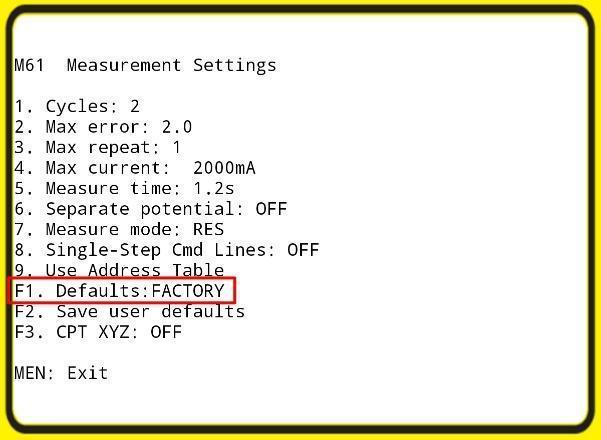 M61  Measurement Settings
1. Cycles: 2
2. Max error: 2.0
3. Max repeat: 1
4. Max current:  2000mA
5. Measure time: 1.2s
6. Separate potential: OFF
7. Measure mode: RES
8. Single-Step Cmd Lines: OFF
9. Use Address Table
F1. Defaults:FACTORY
F2. Save user defaults
F3. CPT XYZ: OFF
MEN: Exit